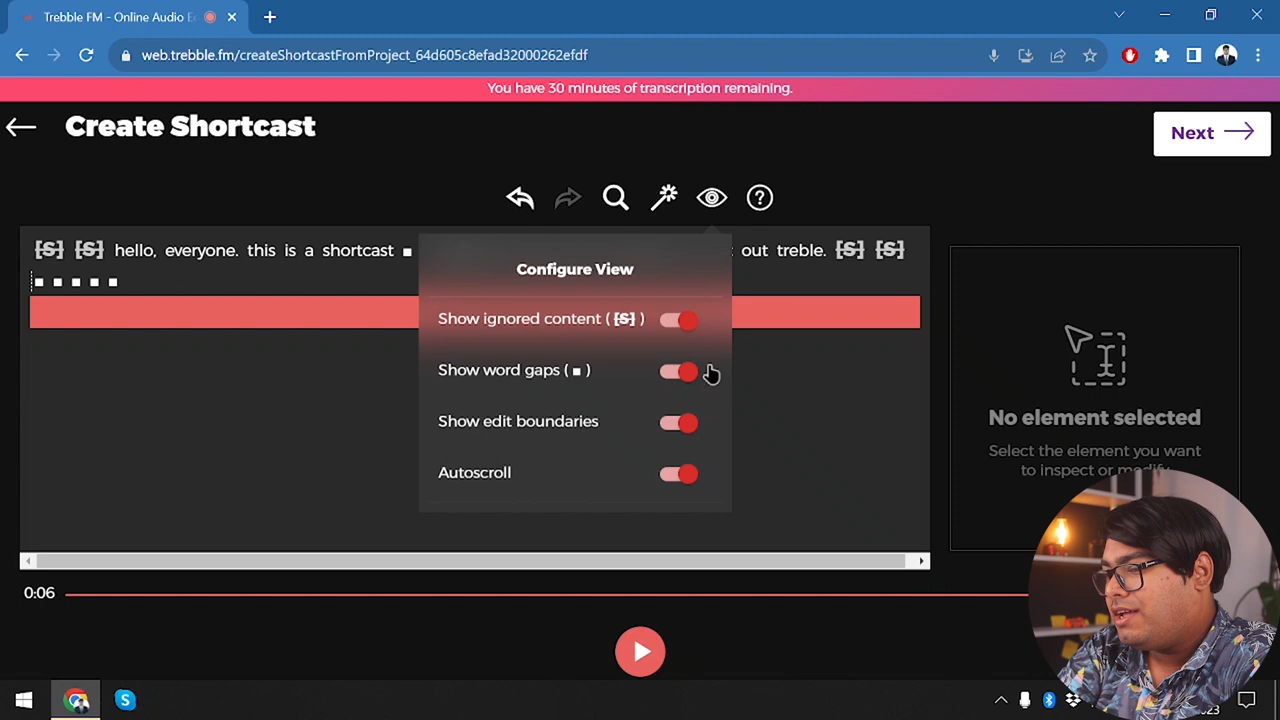 Trebble FM - Online Audio Ec
web.trebble.fm/createShortcastFromProject_64d605c8efad32000262efdf
You have 30 minutes of transcription remaining.
Create Shortcast
Next
[S] [S] hello, everyone. this is a shortcast ■ out treble. [S] [S]
■ ■ ■ ■ ■
Configure View
Show ignored content ( [S] )
Show word gaps ( ■ )
Show edit boundaries
Autoscroll
No element selected
Select the element you want
to inspect or modify
0:06